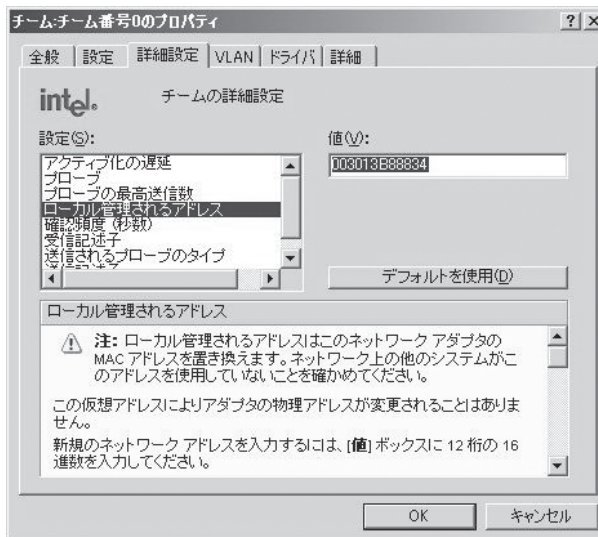 チーム:チーム番号0のプロパティ
全般
設定
詳細設定
VLAN
ドライバ
詳細
intel®
チームの詳細設定
設定(S):
値(V):
アクティブ化の遅延
プローブ
プローブの最高送信数
ローカル管理されるアドレス
確認頻度 (秒数)
受信記述子
送信されるプローブのタイプ
003013B88834
デフォルトを使用(D)
ローカル管理されるアドレス
注: ローカル管理されるアドレスはこのネットワーク アダプタの
MAC アドレスを置き換えます。ネットワーク上の他のシステムがこ
のアドレスを使用していないことを確かめてください。
この仮想アドレスによりアダプタの物理アドレスが変更されることはありま
せん。
新規のネットワーク アドレスを入力するには、[値] ボックスに 12 桁の 16
進数を入力してください。
OK
キャンセル